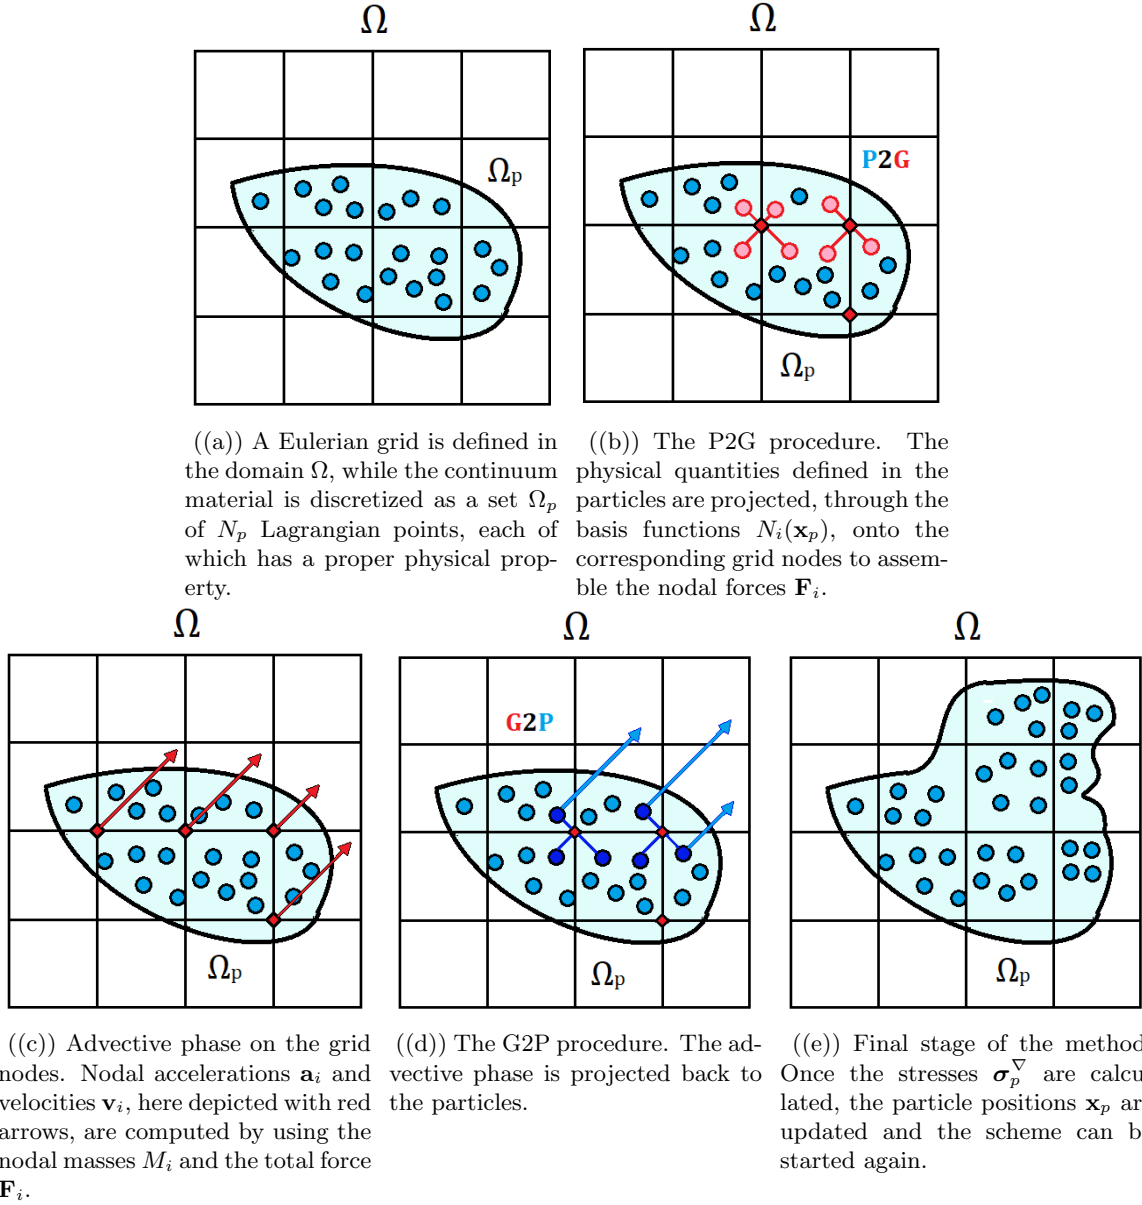 Ω
Ω
Ωp
P2G
Ωp
((a)) A Eulerian grid is defined in
the domain Ω, while the continuum
material is discretized as a set Ωp
of Np Lagrangian points, each of
which has a proper physical prop-
erty.
((b)) The P2G procedure. The
physical quantities defined in the
particles are projected, through the
basis functions Ni(xp), onto the
corresponding grid nodes to assem-
ble the nodal forces Fi.
Ω
Ω
Ω
G2P
Ωp
Ωp
Ωp
((c)) Advective phase on the grid
nodes. Nodal accelerations ai and
velocities vi, here depicted with red
arrows, are computed by using the
nodal masses Mi and the total force
Fi.
((d)) The G2P procedure. The ad-
vective phase is projected back to
the particles.
((e)) Final stage of the method
Once the stresses σp∇ are calcu
lated, the particle positions xp ar
updated and the scheme can b
started again.